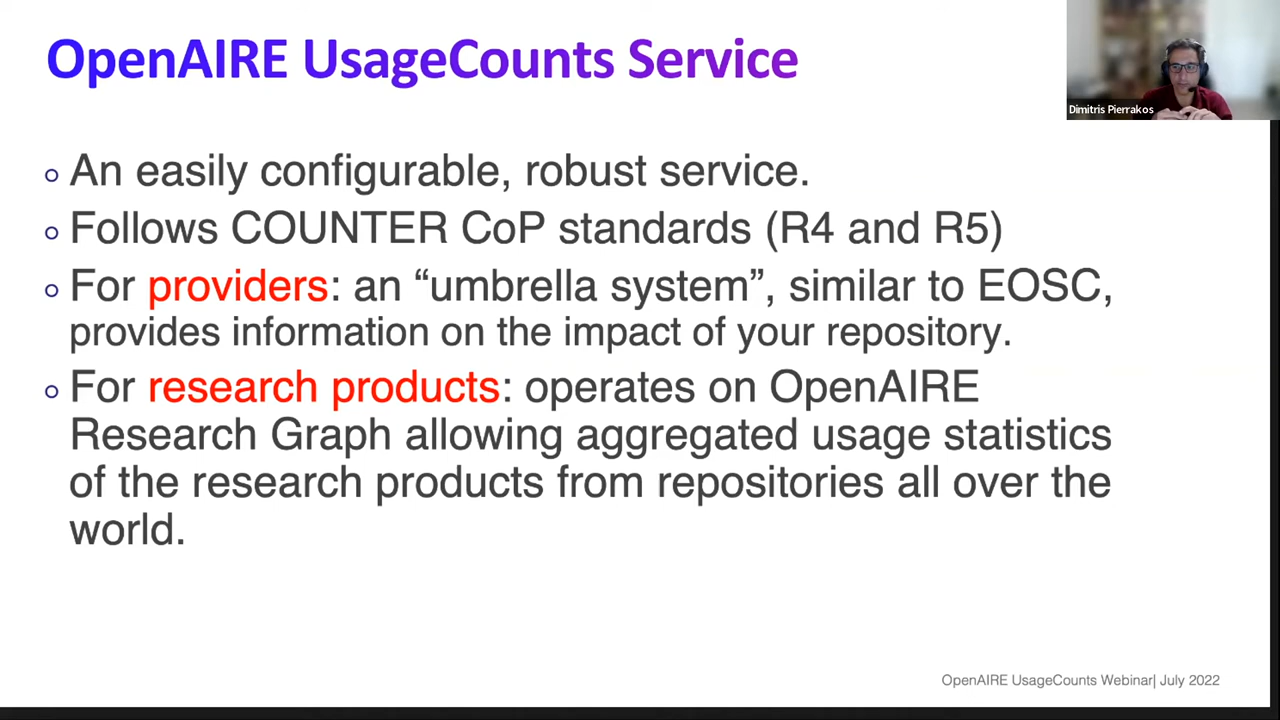 OpenAIRE UsageCounts Service
Dimitris Pierrakos
An easily configurable, robust service.
Follows COUNTER CoP standards (R4 and R5)
For providers: an “umbrella system”, similar to EOSC,
provides information on the impact of your repository.
For research products: operates on OpenAIRE
Research Graph allowing aggregated usage statistics
of the research products from repositories all over the
world.
OpenAIRE UsageCounts Webinar| July 2022